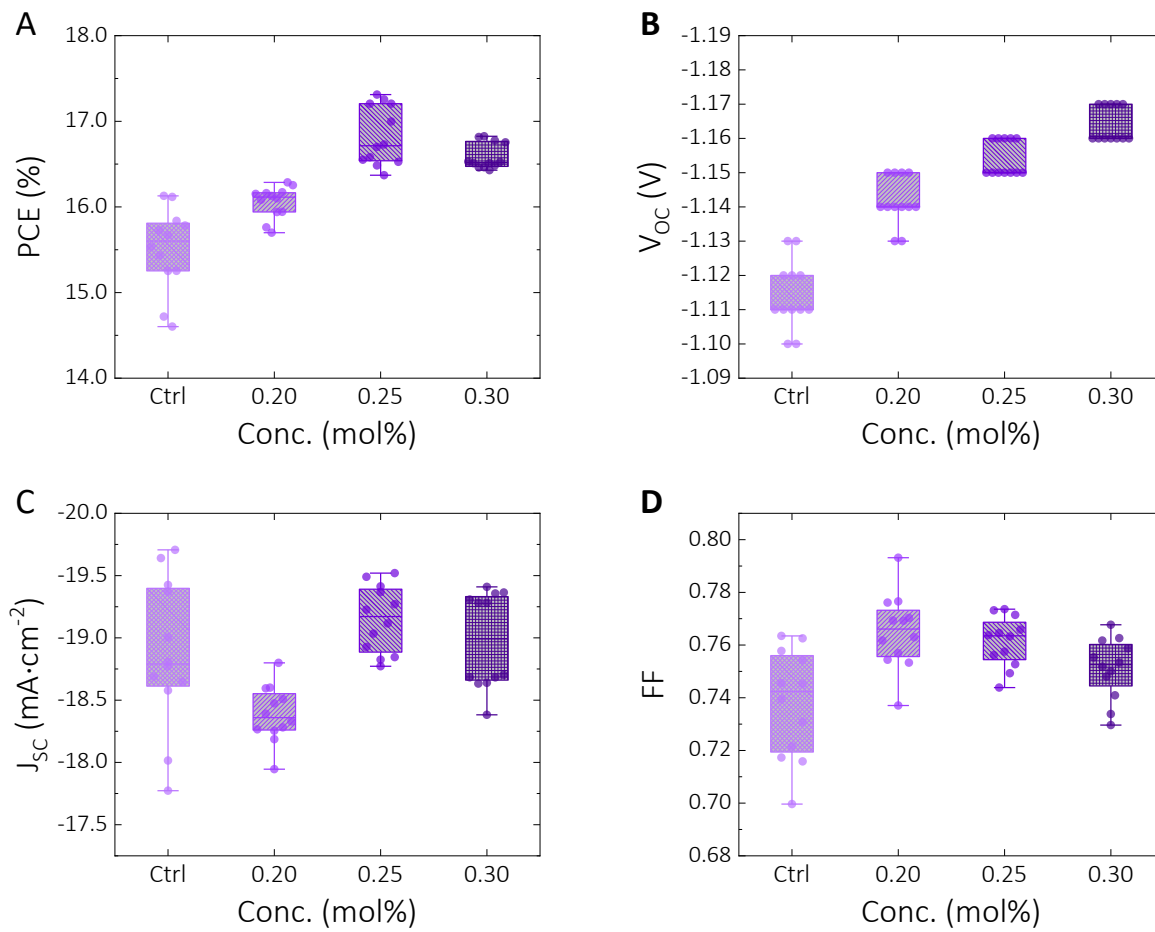 A
18.0
17.0
16.0
15.0
14.0
PCE (%)
Ctrl 0.20 0.25 0.30
Conc. (mol%)
B
-1.19
-1.18
-1.17
-1.16
-1.15
-1.14
-1.13
-1.12
-1.11
-1.10
-1.09
V_OC (V)
Ctrl 0.20 0.25 0.30
Conc. (mol%)
C
-20.0
-19.5
-19.0
-18.5
-18.0
-17.5
J_SC (mA·cm⁻²)
Ctrl 0.20 0.25 0.30
Conc. (mol%)
D
0.80
0.78
0.76
0.74
0.72
0.70
0.68
FF
Ctrl 0.20 0.25 0.30
Conc. (mol%)